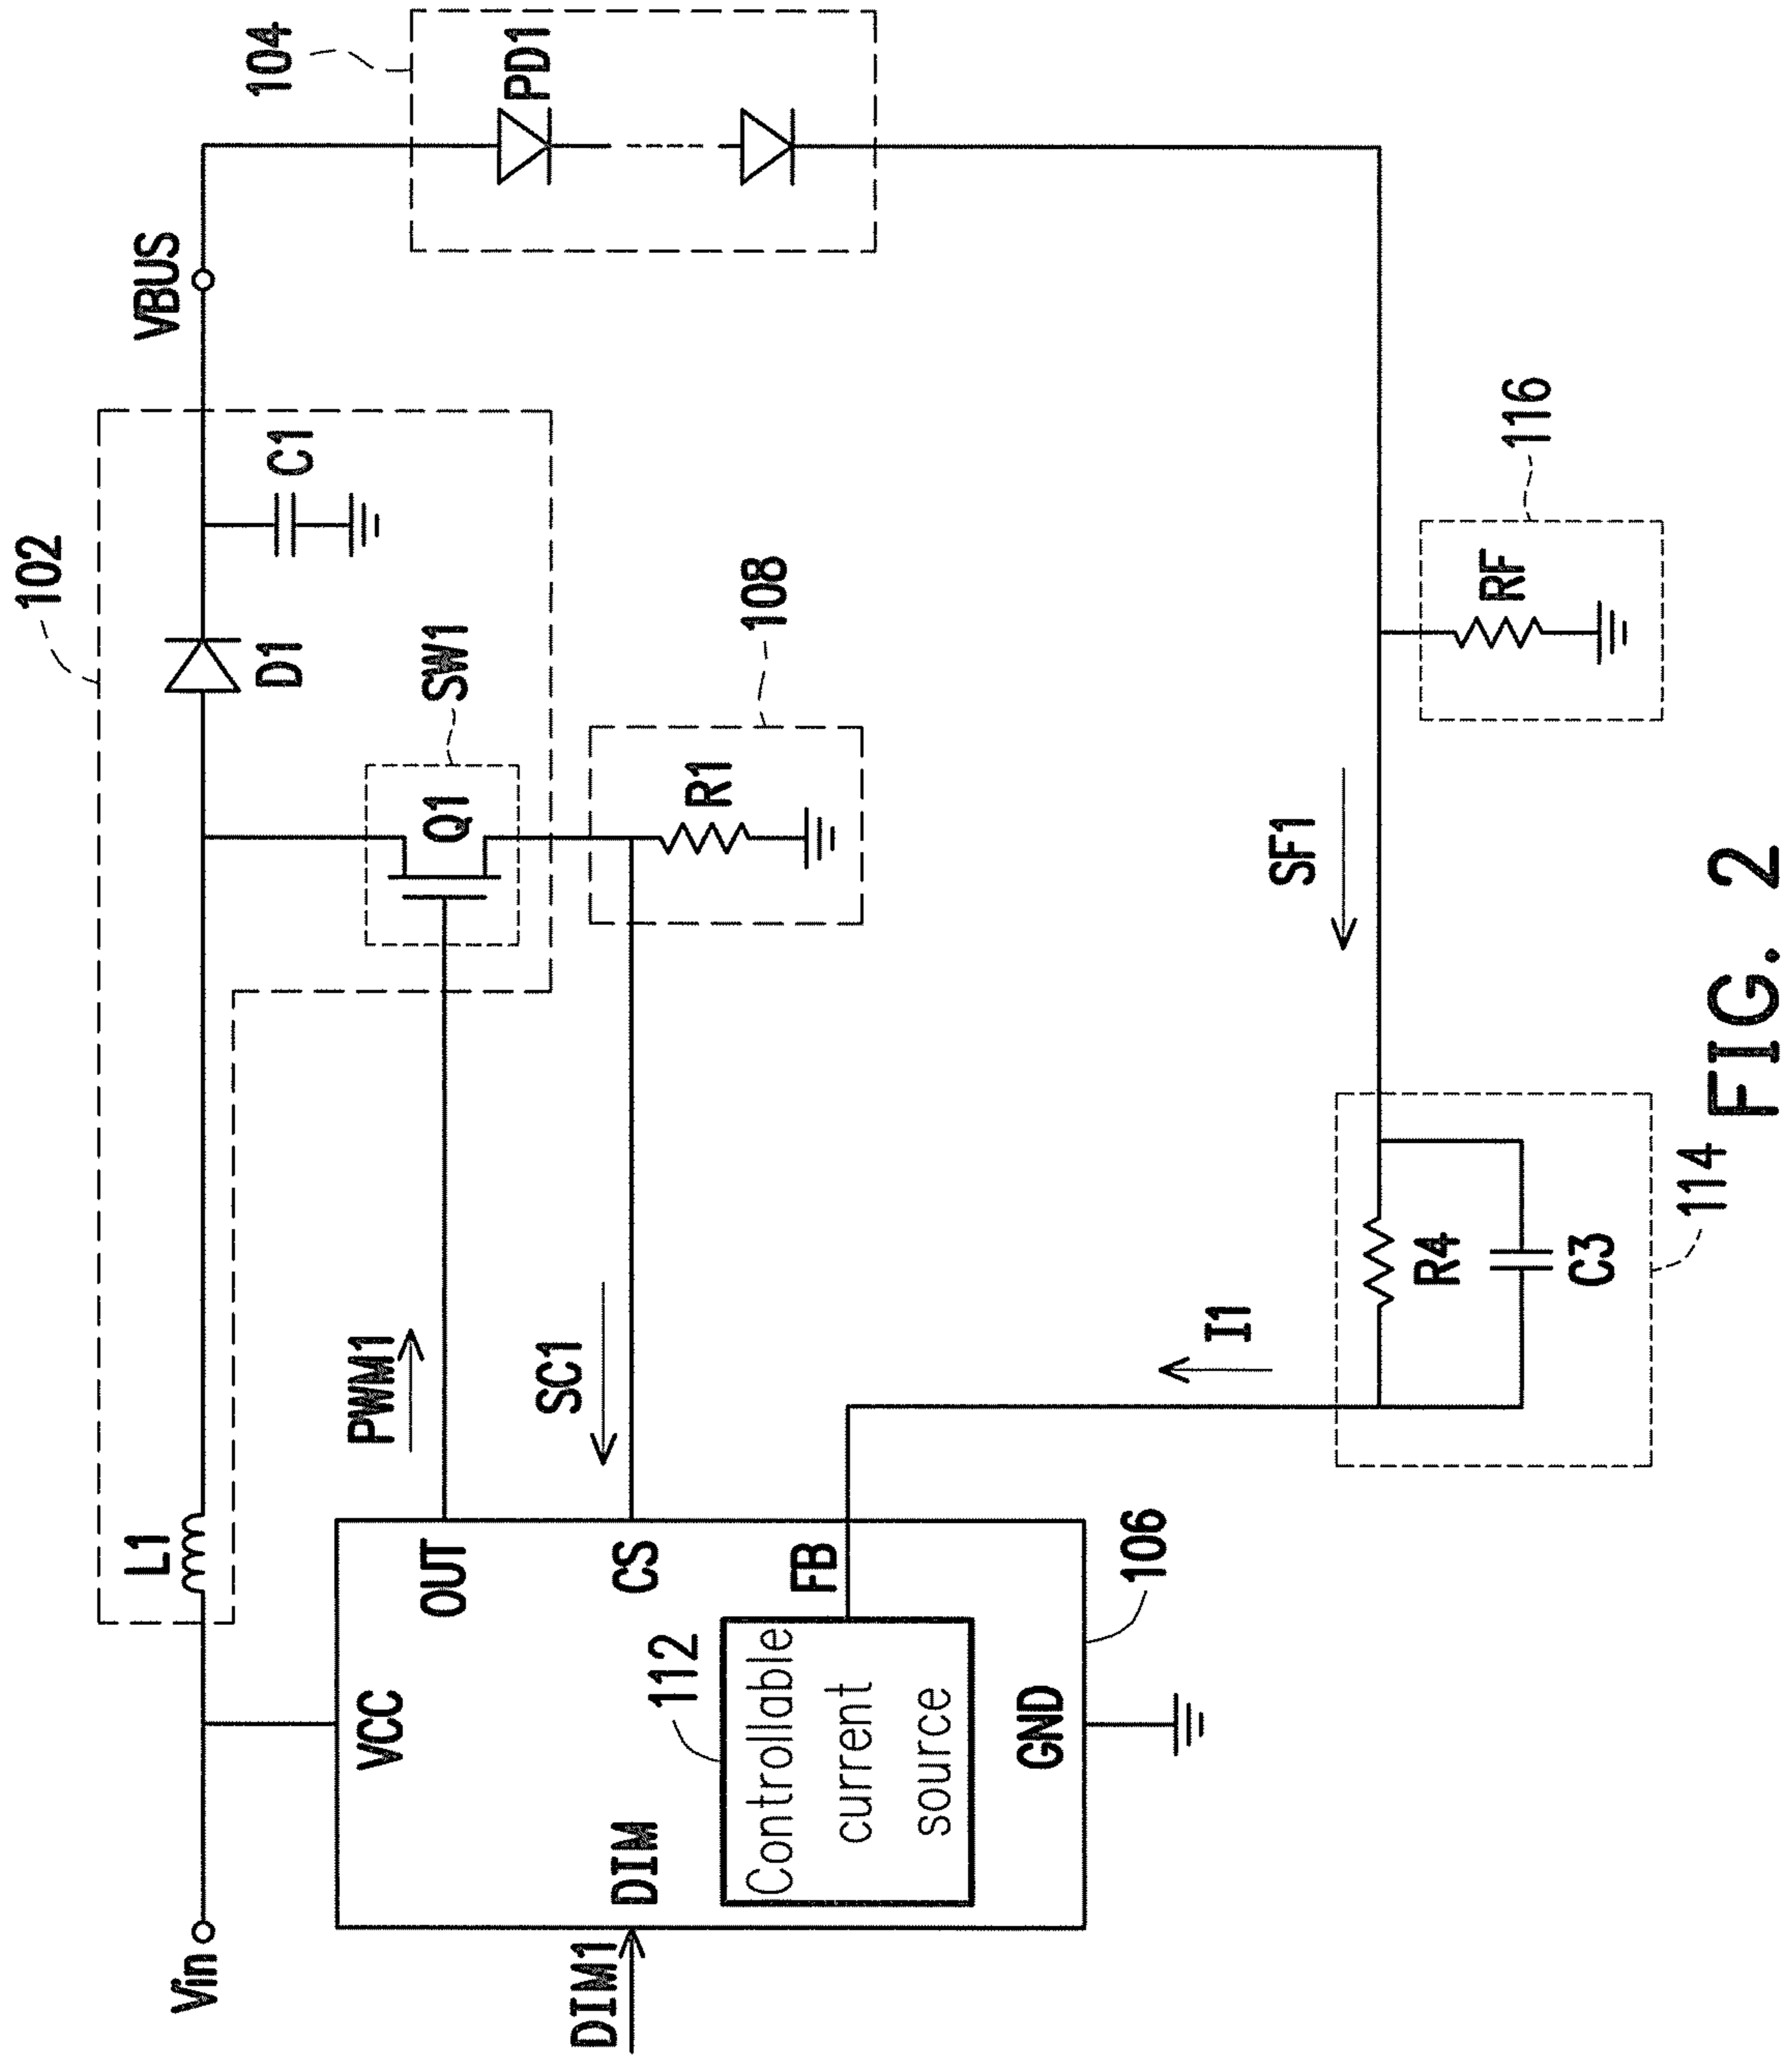 102
104
L1
D1
C1
VBUS
Vin
VCC
OUT
PWM1
SW1
Q1
PD1
DIM1
DIM
CS
SC1
R1
108
112
Controllable
current
source
FB
GND
106
I1
SF1
R4
C3
114
RF
116
FIG. 2